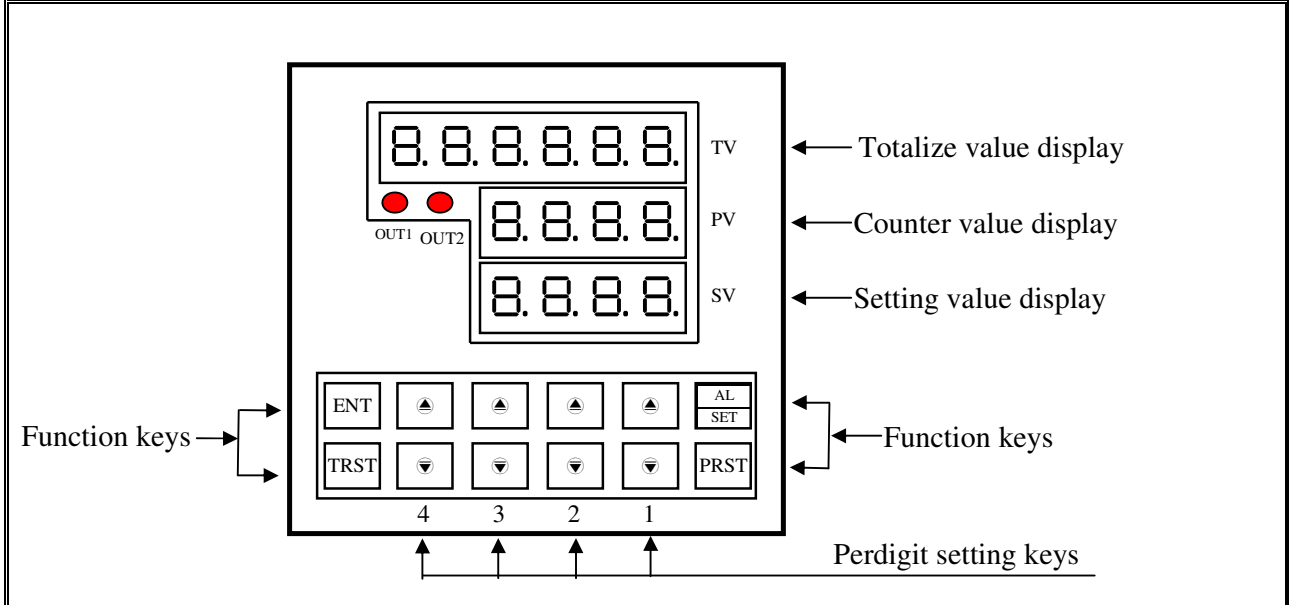 8.8.8.8.8.8. TV Totalize value display
OUT1 OUT2 8.8.8.8. PV Counter value display
8.8.8.8. SV Setting value display
ENT AL
SET
Function keys Function keys
TRST PRST
4 3 2 1
Perdigit setting keys